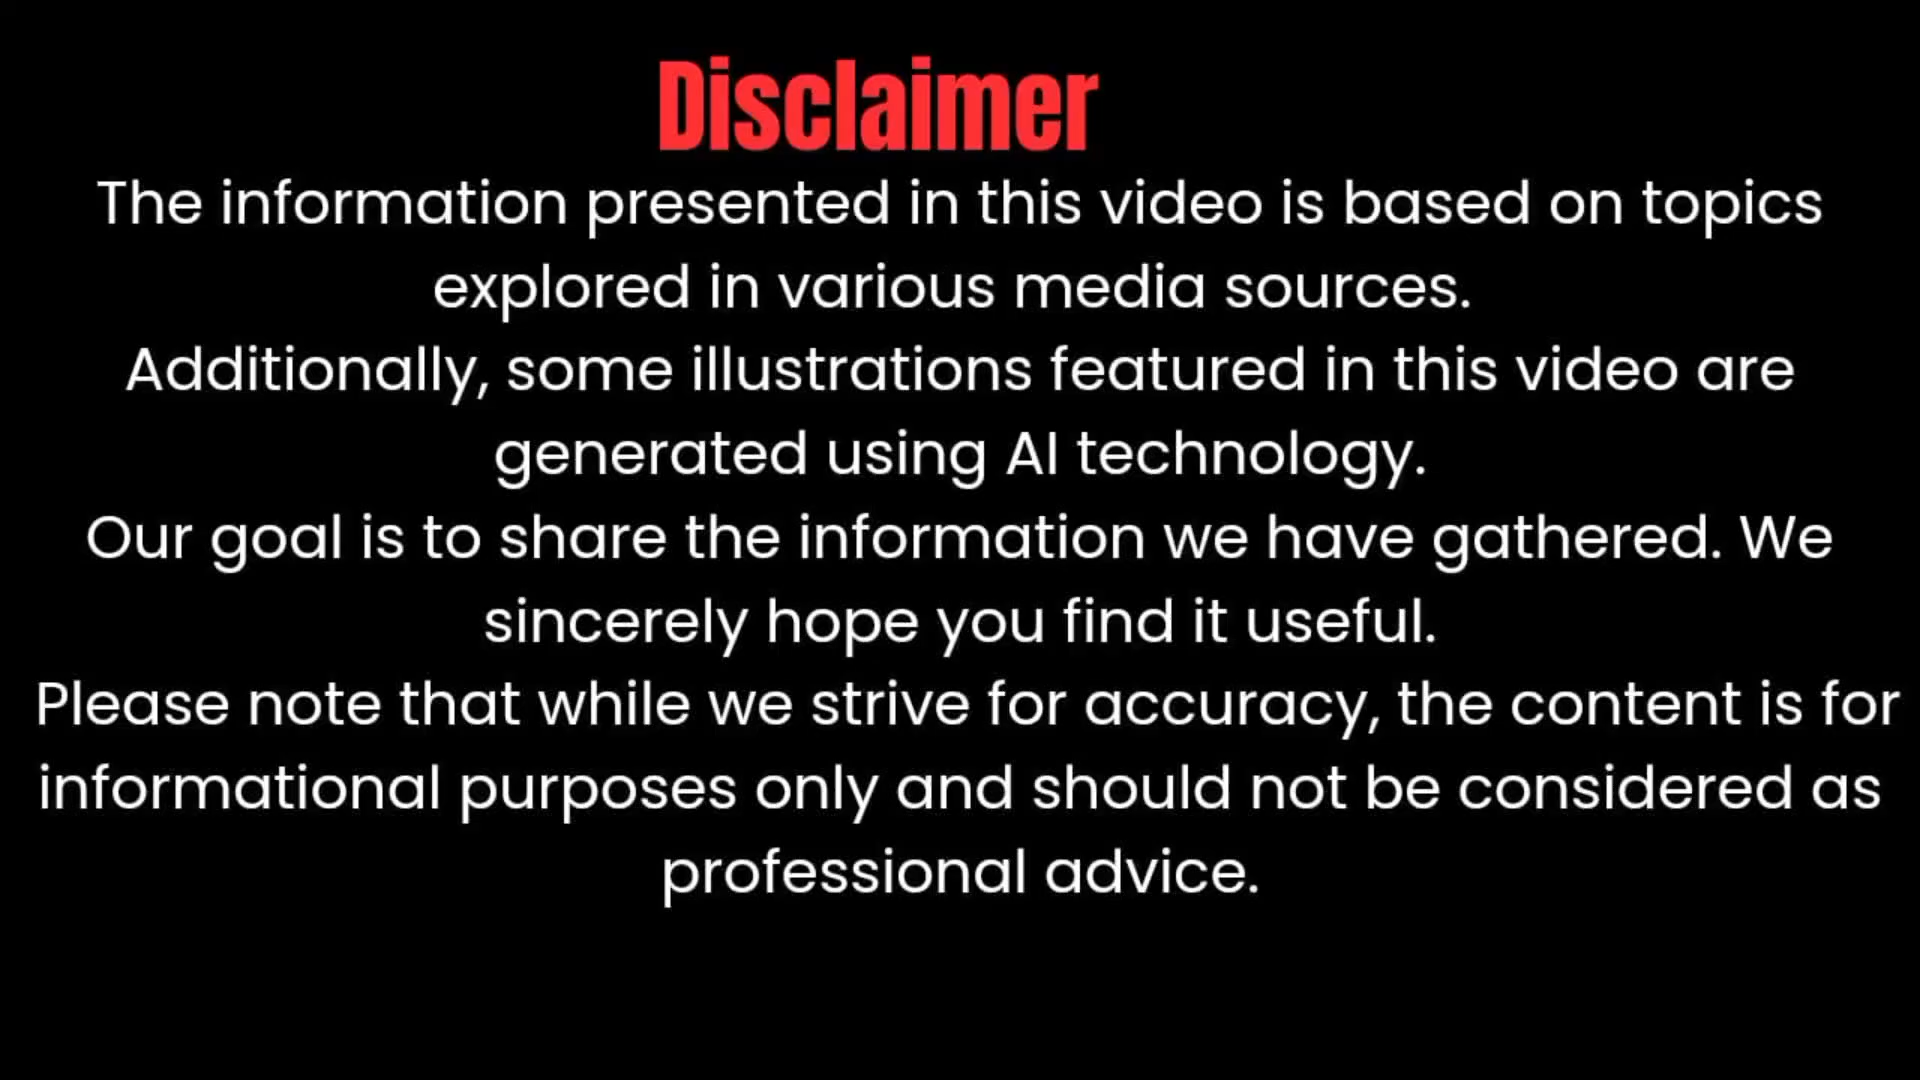 Disclaimer
The information presented in this video is based on topics
explored in various media sources.
Additionally, some illustrations featured in this video are
generated using AI technology.
Our goal is to share the information we have gathered. We
sincerely hope you find it useful.
Please note that while we strive for accuracy, the content is for
informational purposes only and should not be considered as
professional advice.